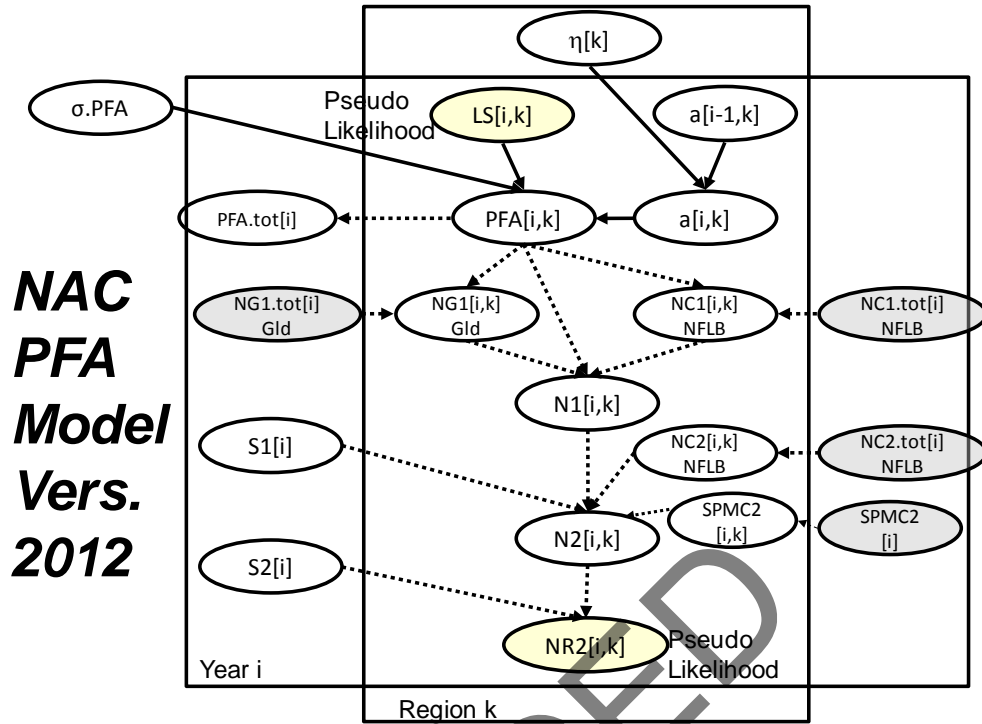 η[k]
σ.PFA
Pseudo
Likelihood
LS[i,k]
a[i-1,k]
PFA.tot[i]
PFA[i,k]
a[i,k]
NAC
PFA
Model
Vers.
2012
NG1.tot[i]
Gld
NG1[i,k]
Gld
NC1[i,k]
NFLB
NC1.tot[i]
NFLB
N1[i,k]
S1[i]
NC2[i,k]
NFLB
NC2.tot[i]
NFLB
SPMC2
[i,k]
SPMC2
[i]
N2[i,k]
S2[i]
NR2[i,k]
Pseudo
Likelihood
Year i
Region k